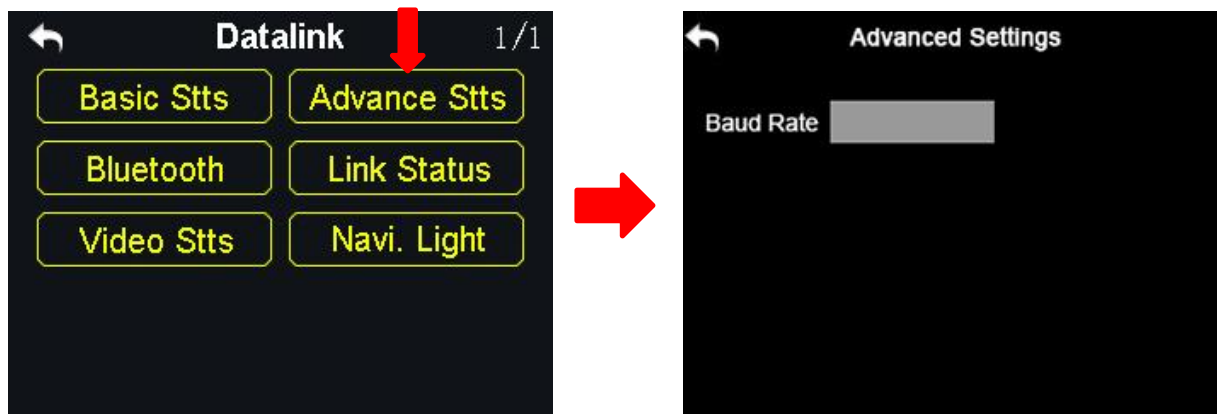 Datalink 1/1
Basic Stts Advance Stts
Bluetooth Link Status
Video Stts Navi. Light
Advanced Settings
Baud Rate